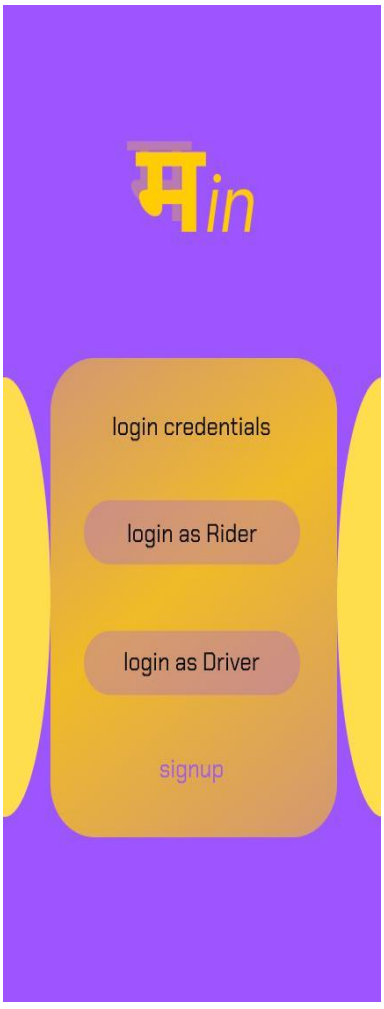 मin
login credentials
login as Rider
login as Driver
signup